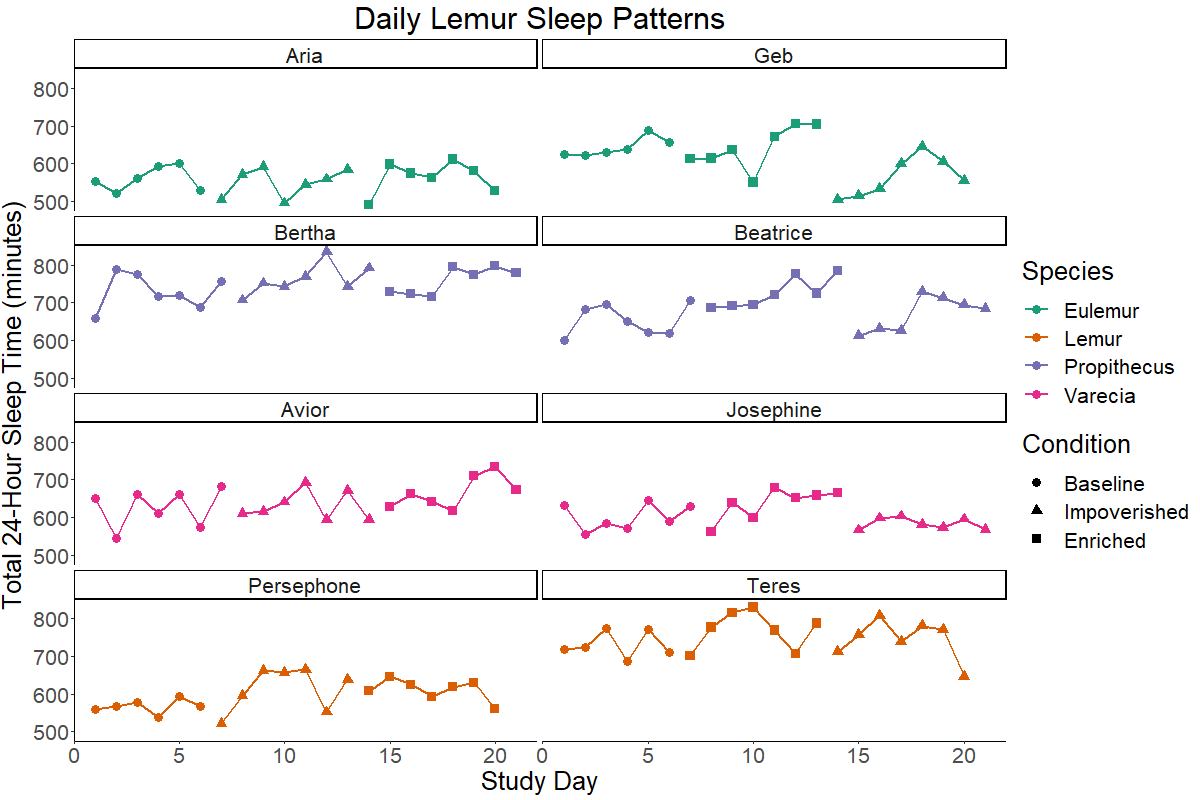 Daily Lemur Sleep Patterns
Aria
Geb
800
700
600
500
Bertha
Beatrice
800
700
600
500
Avior
Josephine
800
700
600
500
Persephone
Teres
800
700
600
500
0 5 10 15 20 0 5 10 15 20
Study Day
Total 24-Hour Sleep Time (minutes)
Species
Eulemur
Lemur
Propithecus
Varecia
Condition
Baseline
Impoverished
Enriched